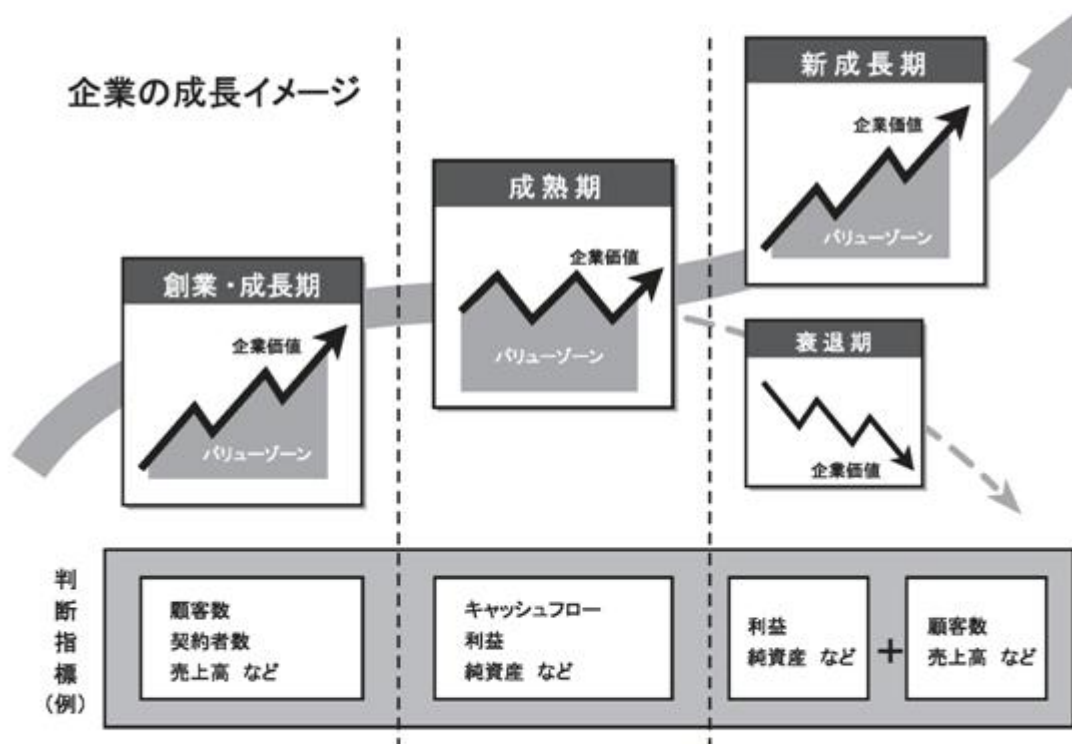 企業の成長イメージ
創業・成長期
企業価値
バリューゾーン
成熟期
企業価値
バリューゾーン
新成長期
企業価値
バリューゾーン
衰退期
企業価値
判断指標(例)
顧客数
契約者数
売上高 など
キャッシュフロー
利益
純資産 など
利益
純資産 など
+
顧客数
売上高 など